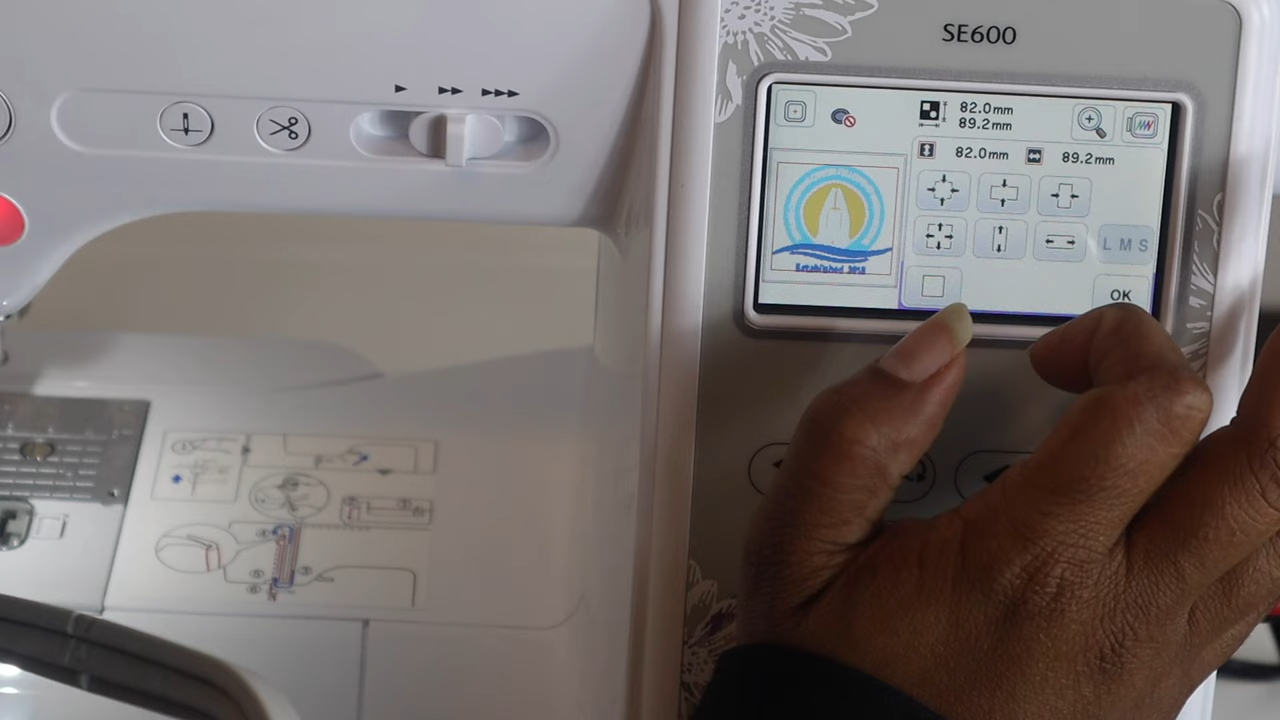 SE600
82.0mm
89.2mm
82.0mm 89.2mm
L M S
Established 2018
OK